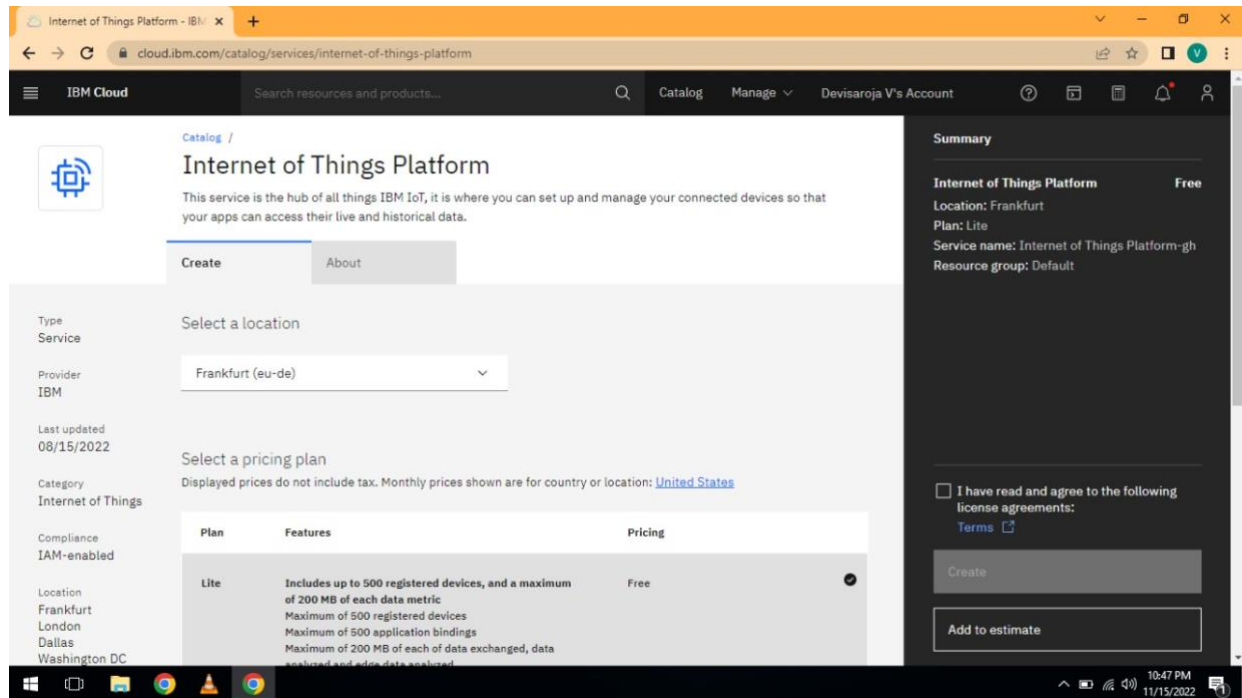 Internet of Things Platform - IBM
cloud.ibm.com/catalog/services/internet-of-things-platform
V
IBM Cloud
Search resources and products...
Catalog
Manage
Devisaroja V's Account
Catalog /
Internet of Things Platform
This service is the hub of all things IBM IoT, it is where you can set up and manage your connected devices so that
your apps can access their live and historical data.
Create
About
Type
Service
Provider
IBM
Last updated
08/15/2022
Category
Internet of Things
Compliance
IAM-enabled
Location
Frankfurt
London
Dallas
Washington DC
Select a location
Frankfurt (eu-de)
Select a pricing plan
Displayed prices do not include tax. Monthly prices shown are for country or location: United States
Plan Features Pricing
Lite Includes up to 500 registered devices, and a maximum Free
of 200 MB of each data metric
Maximum of 500 registered devices
Maximum of 500 application bindings
Maximum of 200 MB of each of data exchanged, data
analyzed and edge data analyzed
Summary
Internet of Things Platform Free
Location: Frankfurt
Plan: Lite
Service name: Internet of Things Platform-gh
Resource group: Default
I have read and agree to the following
license agreements:
Terms
Create
Add to estimate
10:47 PM
11/15/2022
1